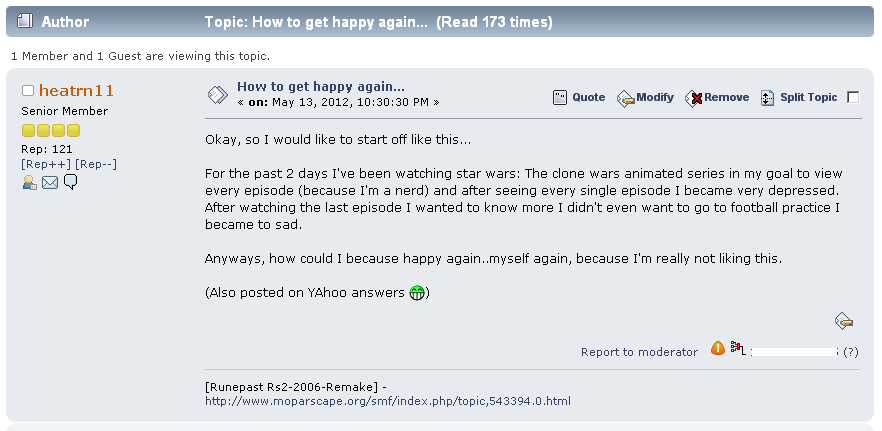 Author Topic: How to get happy again... (Read 173 times)
1 Member and 1 Guest are viewing this topic.
heatrn11
Senior Member
Rep: 121
[Rep++] [Rep--]
How to get happy again...
« on: May 13, 2012, 10:30:30 PM »
Quote Modify Remove Split Topic
Okay, so I would like to start off like this...
For the past 2 days I've been watching star wars: The clone wars animated series in my goal to view
every episode (because I'm a nerd) and after seeing every single episode I became very depressed.
After watching the last episode I wanted to know more I didn't even want to go to football practice I
became to sad.
Anyways, how could I because happy again..myself again, because I'm really not liking this.
(Also posted on YAhoo answers )
Report to moderator (?)
[Runepast Rs2-2006-Remake] -
http://www.moparscape.org/smf/index.php/topic,543394.0.html